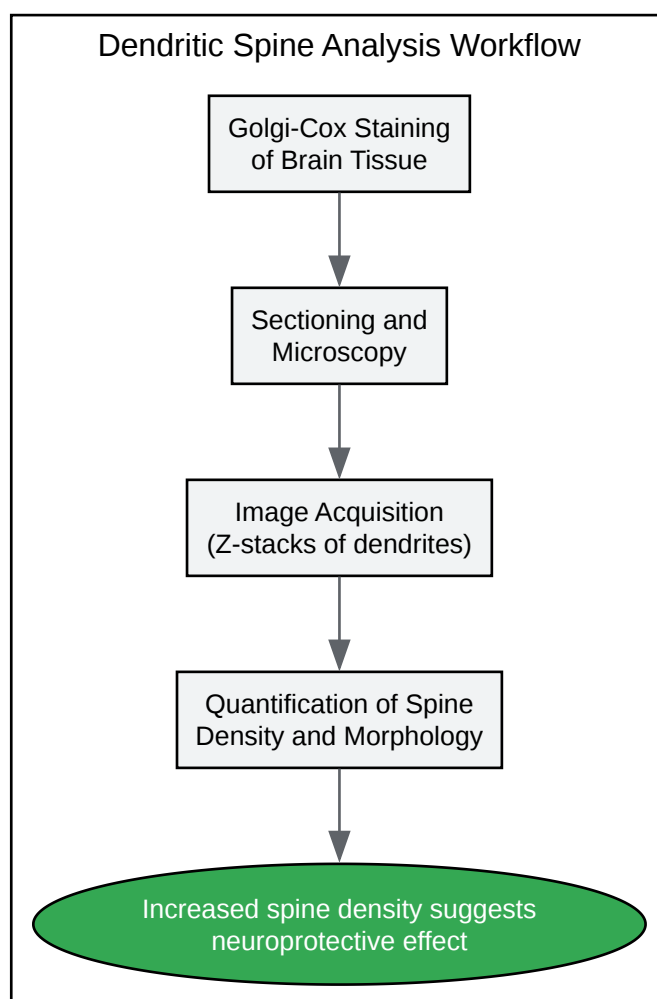 Dendritic Spine Analysis Workflow
Golgi-Cox Staining
of Brain Tissue
Sectioning and
Microscopy
Image Acquisition
(Z-stacks of dendrites)
Quantification of Spine
Density and Morphology
Increased spine density suggests
neuroprotective effect